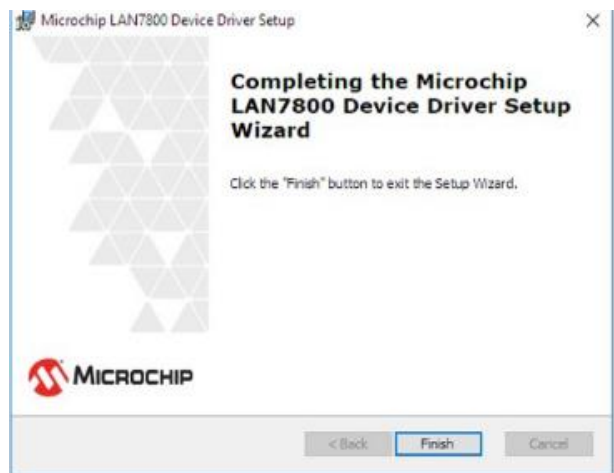 Microchip LAN7800 Device Driver Setup
Completing the Microchip
LAN7800 Device Driver Setup
Wizard
Click the "Finish" button to exit the Setup Wizard.
MICROCHIP
< Back Finish Cancel